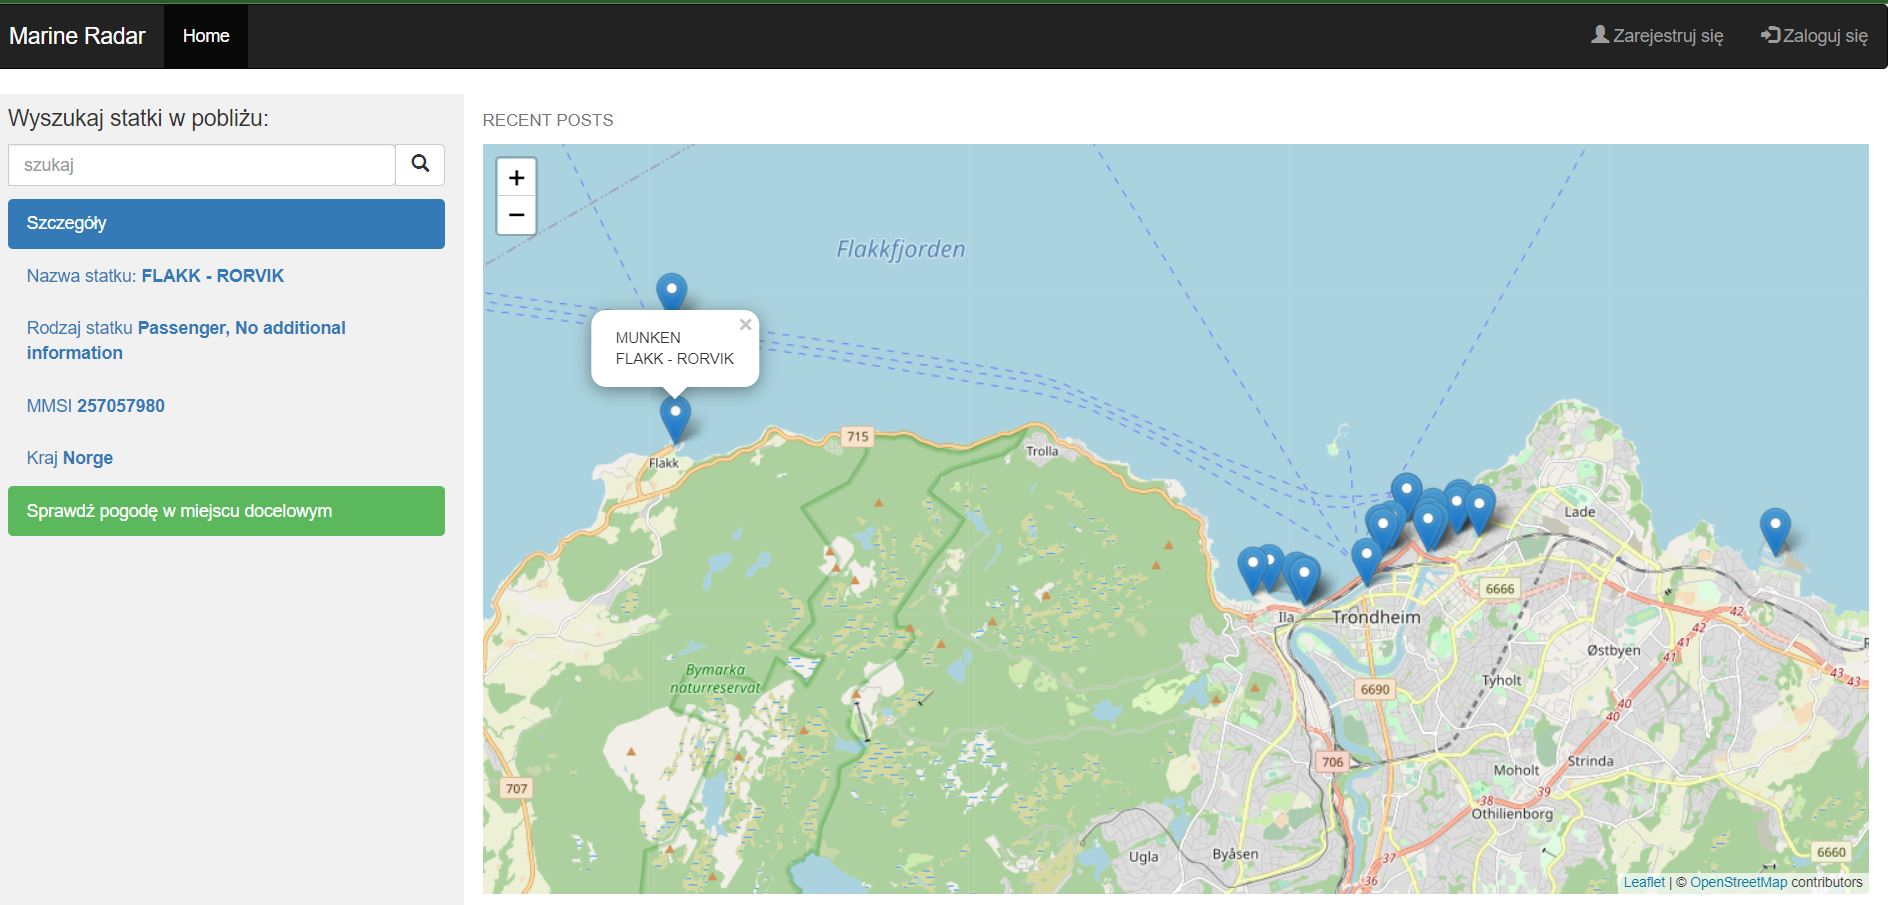 Marine Radar
Home
Zarejestruj się
Zaloguj się
Wyszukaj statki w pobliżu:
szukaj
Szczegóły
Nazwa statku: FLAKK - RORVIK
Rodzaj statku Passenger, No additional
information
MMSI 257057980
Kraj Norge
Sprawdź pogodę w miejscu docelowym
RECENT POSTS
+
−
Flakkfjorden
×
MUNKEN
FLAKK - RORVIK
715
Trolla
Flakk
Lade
6666
Ila
Trondheim
42
42
41
41
Østbyen
43
43
Bymarka
naturreservat
Tyholt
6690
40
40
706
Moholt
Strinda
707
38
39
Othilienborg
Ugla
Byåsen
37
36
6660
Leaflet | © OpenStreetMap contributors